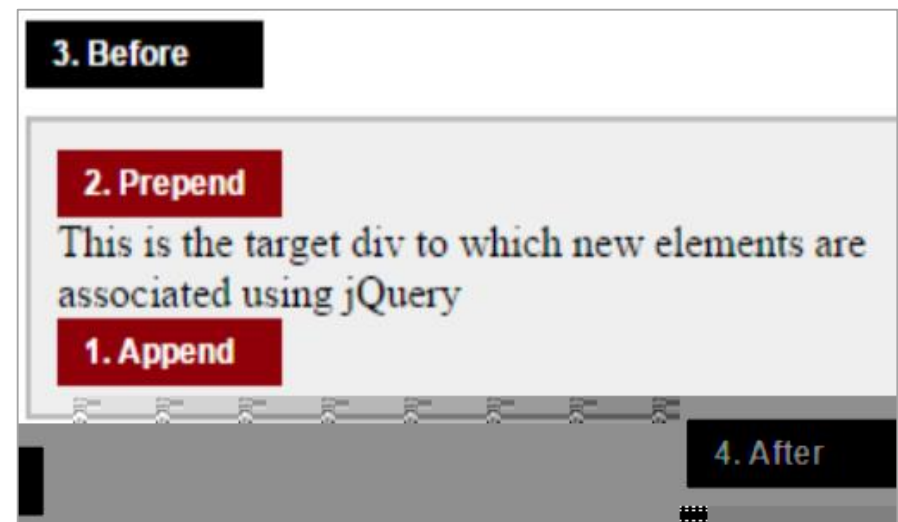 3. Before
2. Prepend
This is the target div to which new elements are
associated using jQuery
1. Append
4. After